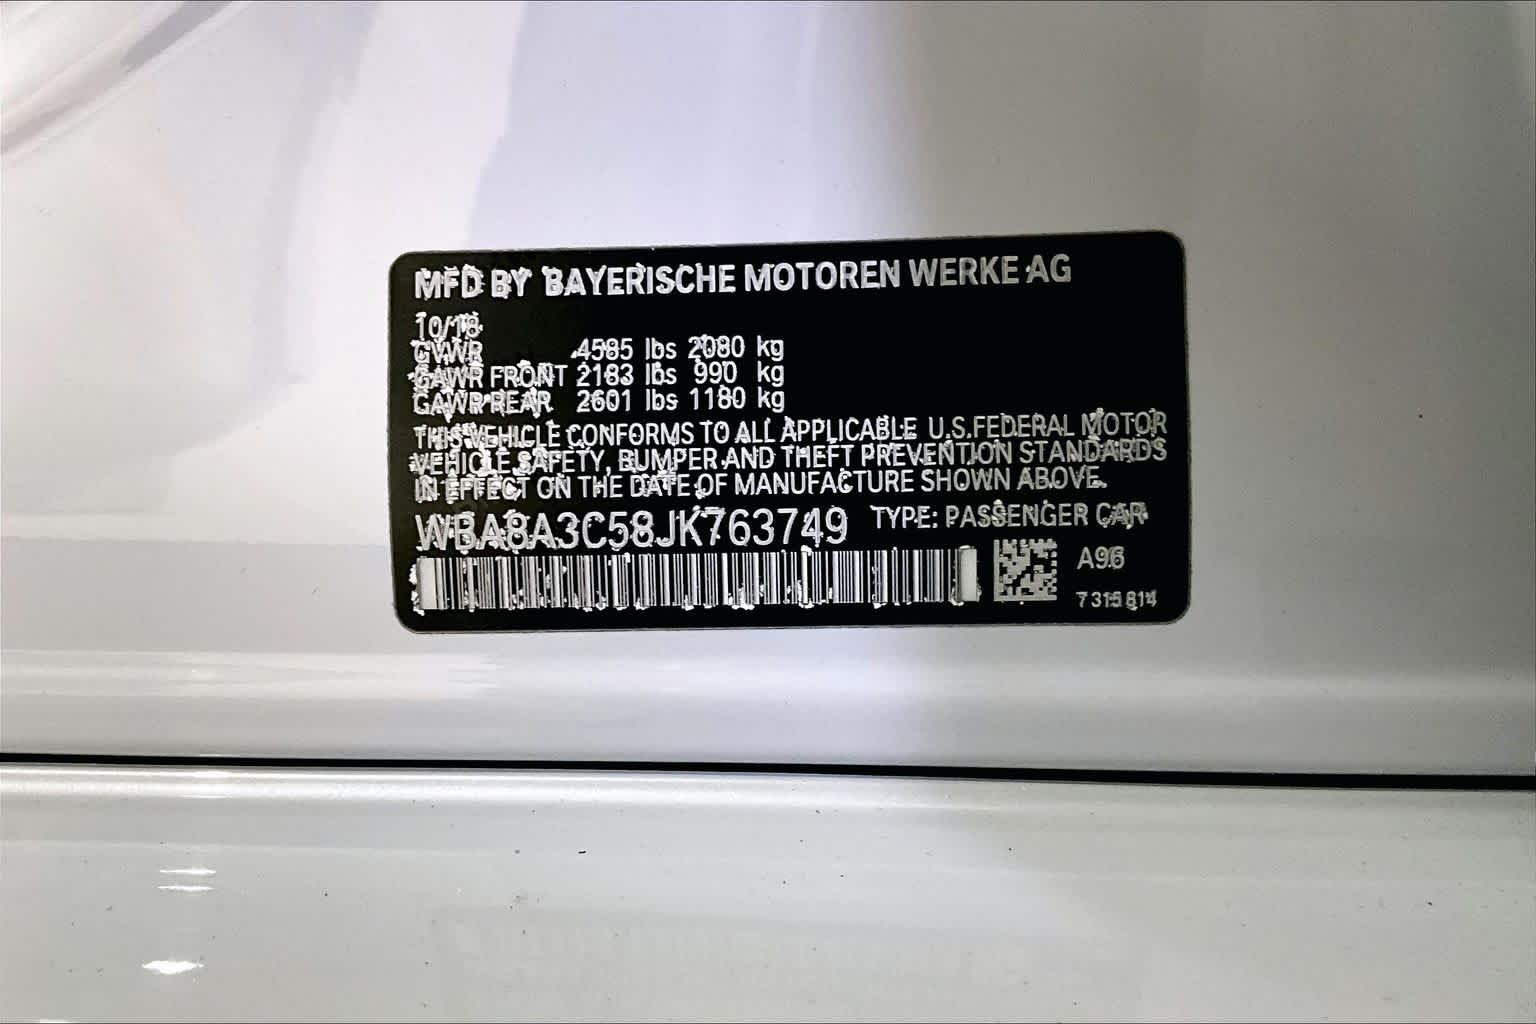 MFD BY BAYERISCHE MOTOREN WERKE AG
10/18
GVWR 4585 lbs 2080 kg
GAWR FRONT 2183 lbs 990 kg
GAWR REAR 2601 lbs 1180 kg
THIS VEHICLE CONFORMS TO ALL APPLICABLE U.S.FEDERAL MOTOR
VEHICLE SAFETY, BUMPER AND THEFT PREVENTION STANDARDS
IN EFFECT ON THE DATE OF MANUFACTURE SHOWN ABOVE.
WBA8A3C58JK763749 TYPE: PASSENGER CAR
A96
7 315 814